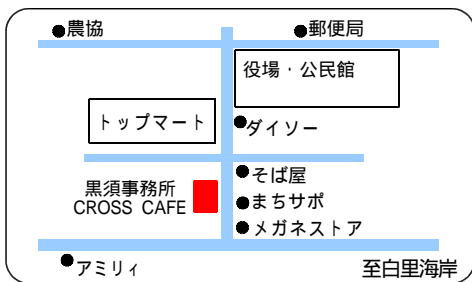 農協
郵便局
役場・公民館
トップマート
ダイソー
そば屋
黒須事務所
CROSS CAFE
まちサポ
メガネストア
アミリィ
至白里海岸